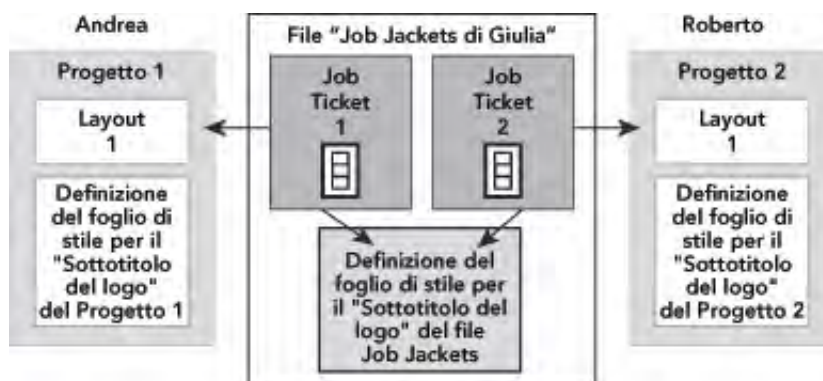 Andrea
Progetto 1
Layout
1
Definizione
del foglio di
stile per il
"Sottotitolo
del logo"
del Progetto 1
File “Job Jackets di Giulia”
Job
Ticket
1
Job
Ticket
2
Definizione del
foglio di stile per
il "Sottotitolo del
logo" del file
Job Jackets
Roberto
Progetto 2
Layout
1
Definizione
del foglio di
stile per il
"Sottotitolo
del logo"
del Progetto 2